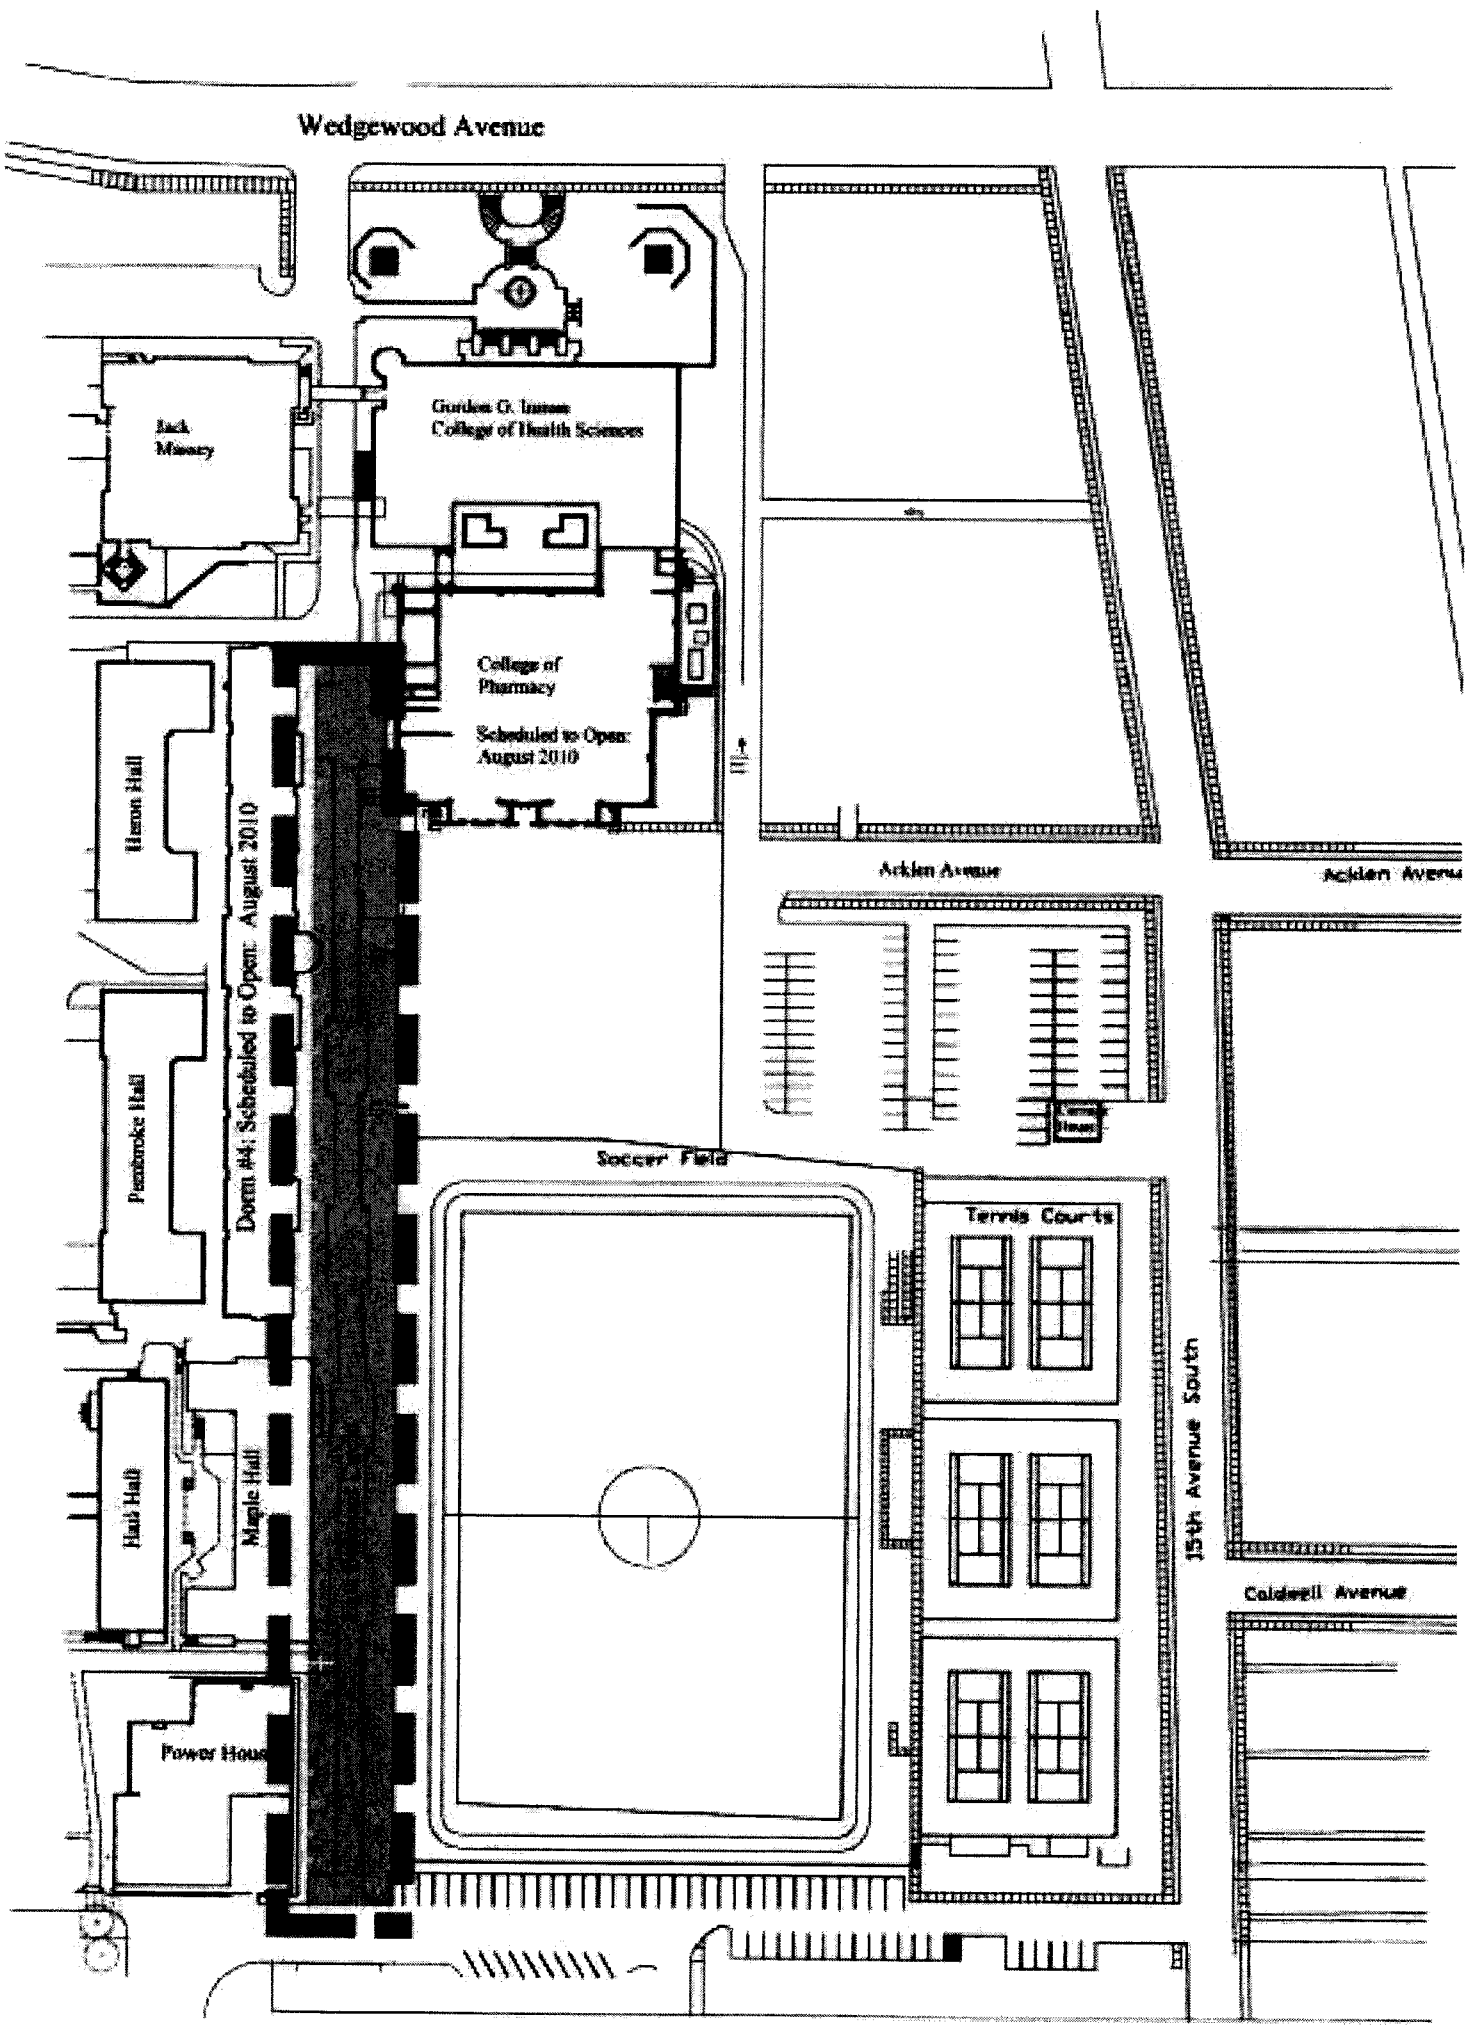 Wedgewood Avenue
Jack
Massey
Gordon G. Inman
College of Health Sciences
College of
Pharmacy
Scheduled to Open:
August 2010
Heron Hall
Dorm #4: Scheduled to Open: August 2010
Acklen Avenue
Acklen Avenue
Pembroke Hall
Soccer Field
Tennis Courts
15th Avenue South
Hail Hall
Maple Hall
Caldwell Avenue
Power House